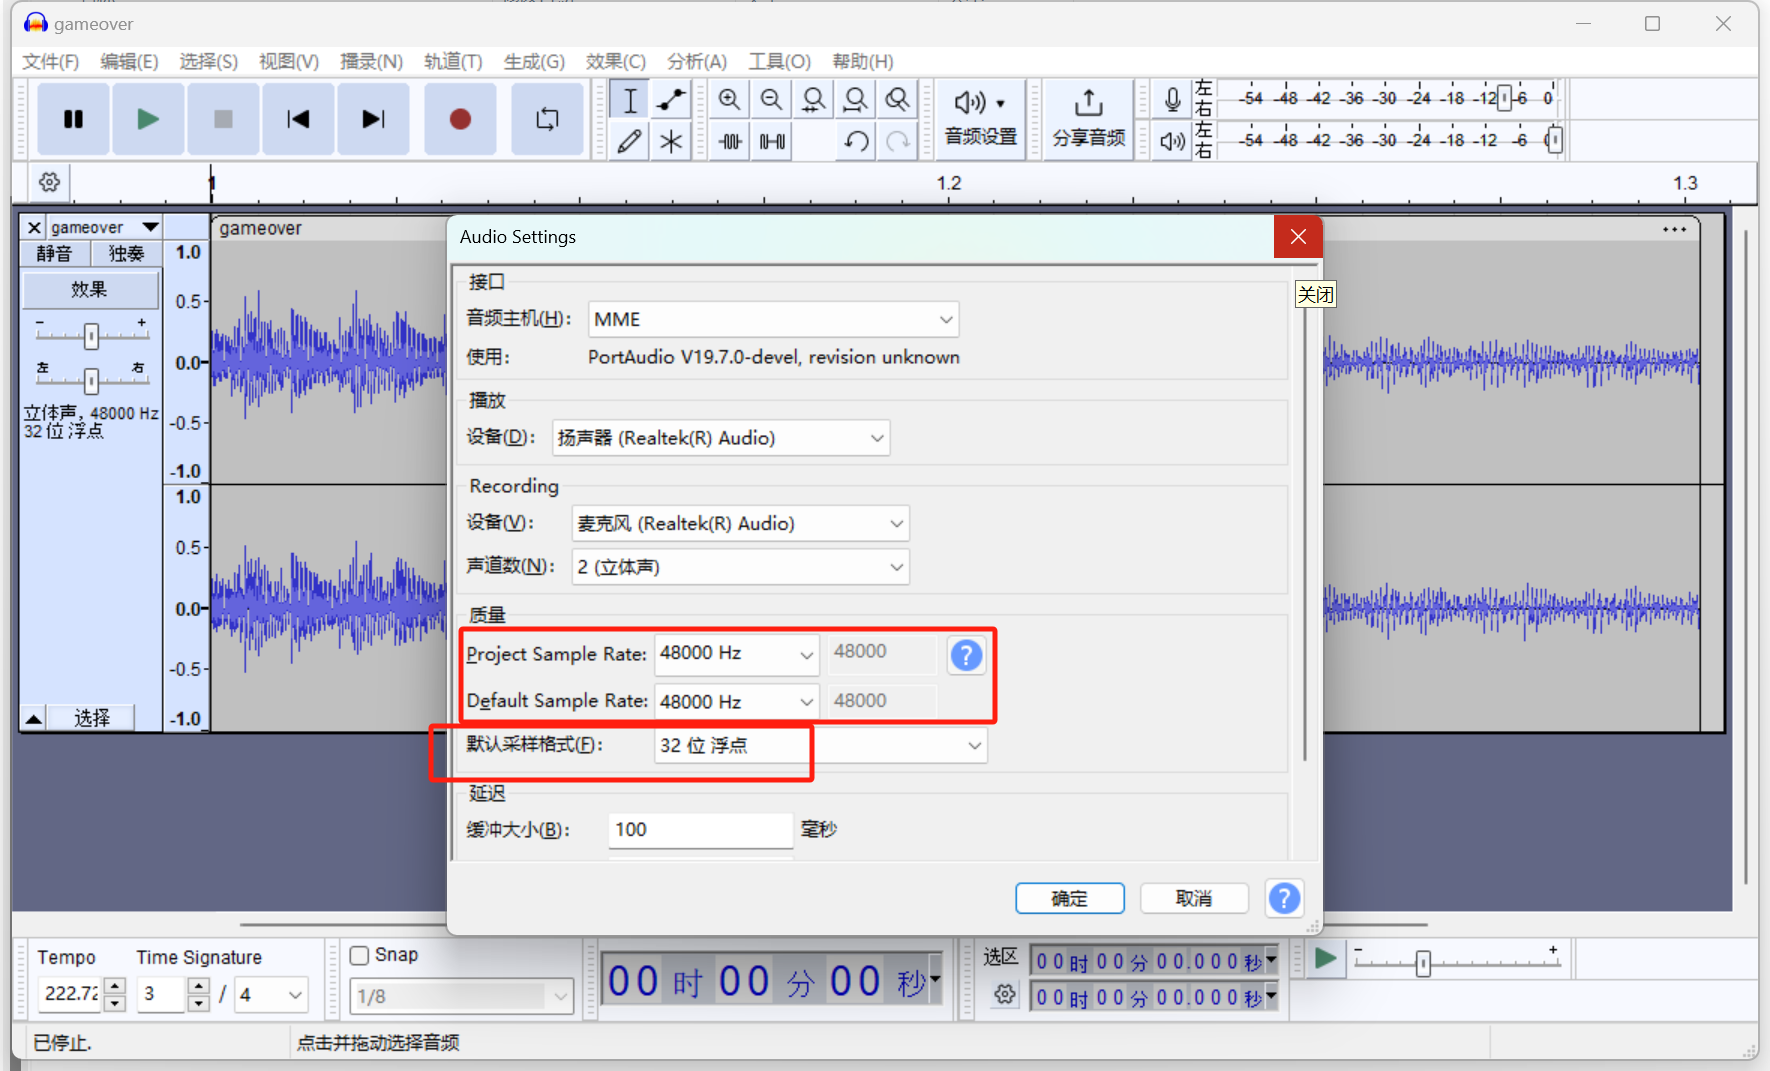 gameover
文件(F) 编辑(E) 选择(S) 视图(V) 播录(N) 轨道(T) 生成(G) 效果(C) 分析(A) 工具(O) 帮助(H)
音频设置
分享音频
左 -54 -48 -42 -36 -30 -24 -18 -12 -6 0
右
左 -54 -48 -42 -36 -30 -24 -18 -12 -6
右
1 1.2 1.3
gameover
gameover
静音 独奏
效果
- +
左 右
立体声, 48000 Hz
32 位 浮点
选择
1.0
0.5
0.0
-0.5
-1.0
1.0
0.5
0.0
-0.5
-1.0
Audio Settings
关闭
接口
音频主机(H): MME
使用: PortAudio V19.7.0-devel, revision unknown
播放
设备(D): 扬声器 (Realtek(R) Audio)
Recording
设备(V): 麦克风 (Realtek(R) Audio)
声道数(N): 2 (立体声)
质量
Project Sample Rate: 48000 Hz 48000 ?
Default Sample Rate: 48000 Hz 48000
默认采样格式(F): 32 位 浮点
延迟
缓冲大小(B): 100 毫秒
确定 取消 ?
Tempo Time Signature
222.72 3 / 4
Snap
1/8
00 时 00 分 00 秒
选区 00时00分00.000秒
00时00分00.000秒
- +
已停止.
点击并拖动选择音频